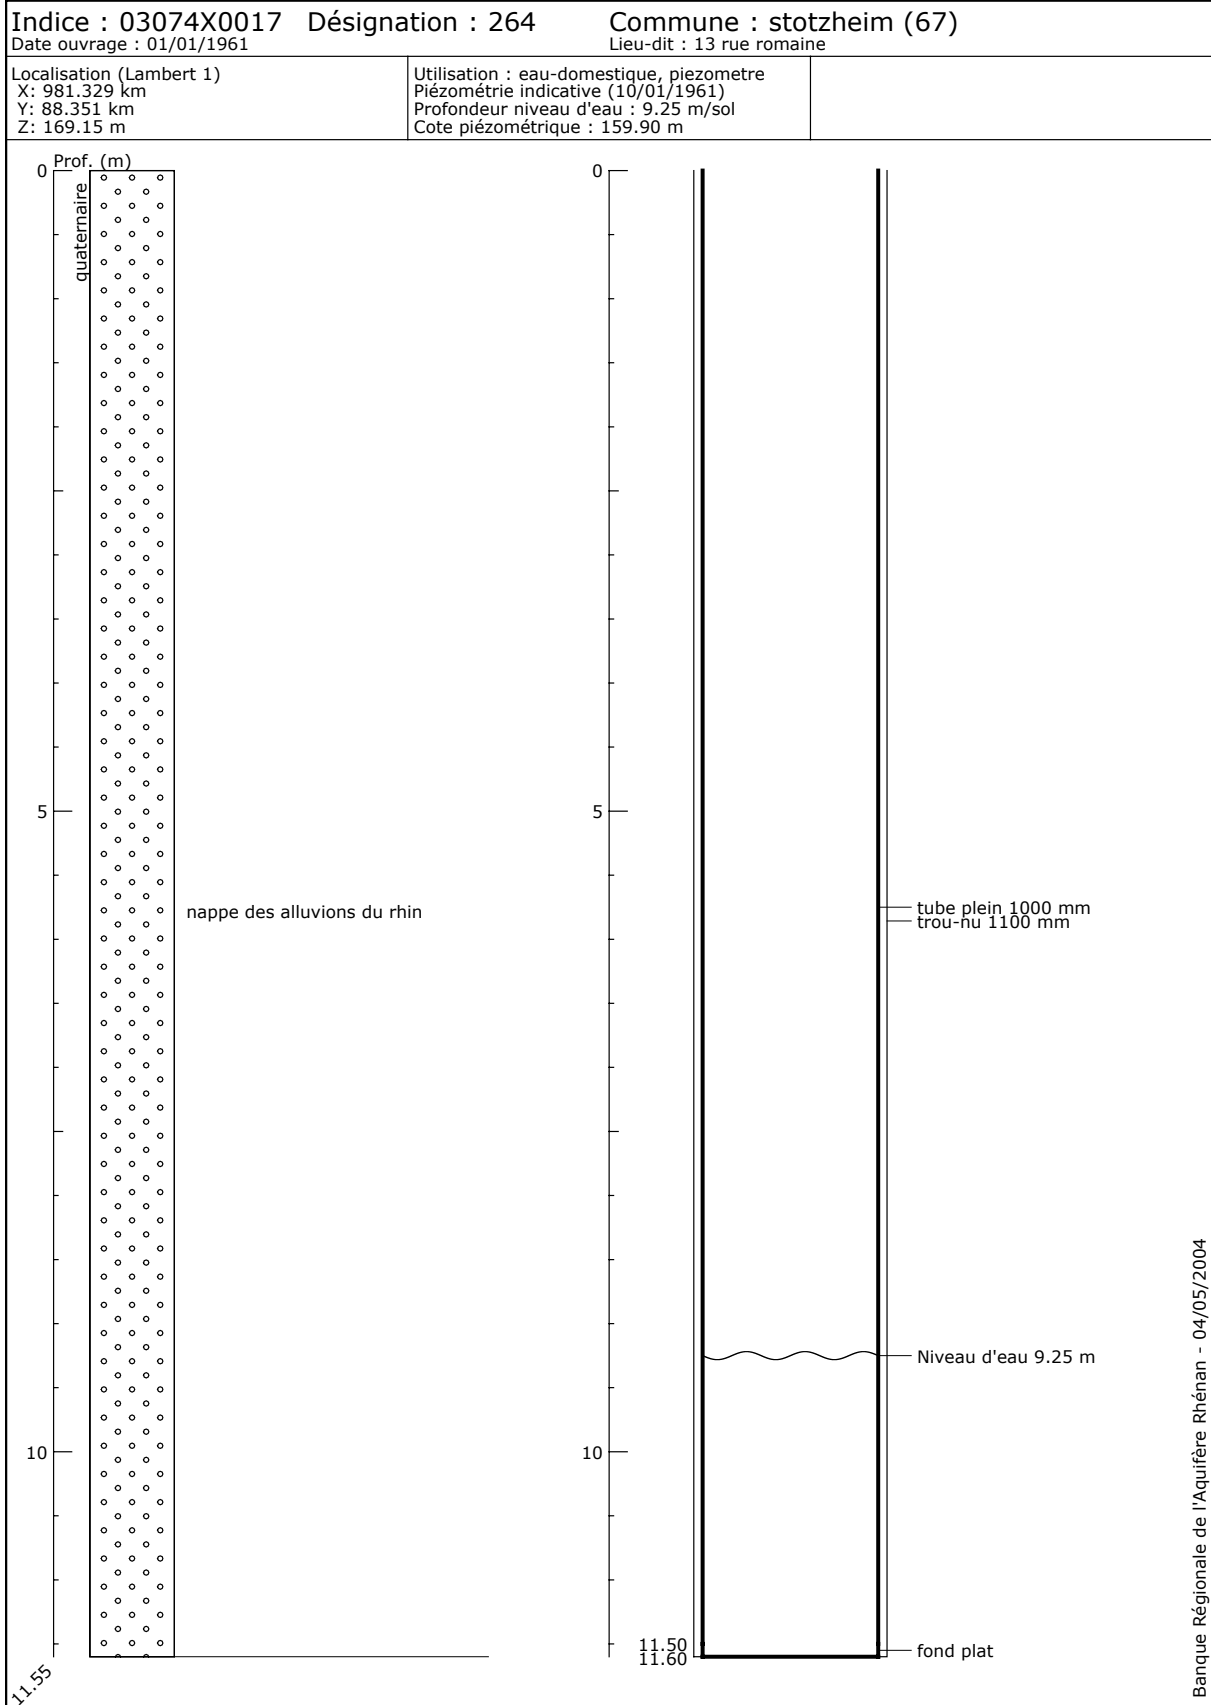 Indice : 03074X0017 Désignation : 264 Commune : stotzheim (67)
Date ouvrage : 01/01/1961 Lieu-dit : 13 rue romaine
Localisation (Lambert 1)
X: 981.329 km
Y: 88.351 km
Z: 169.15 m
Utilisation : eau-domestique, piezometre
Piézométrie indicative (10/01/1961)
Profondeur niveau d'eau : 9.25 m/sol
Cote piézométrique : 159.90 m
Prof. (m)
0
quaternaire
5
nappe des alluvions du rhin
10
11.55
0
5
tube plein 1000 mm
trou-nu 1100 mm
Niveau d'eau 9.25 m
10
11.50
11.60
fond plat
Banque Régionale de l'Aquifère Rhénan - 04/05/2004